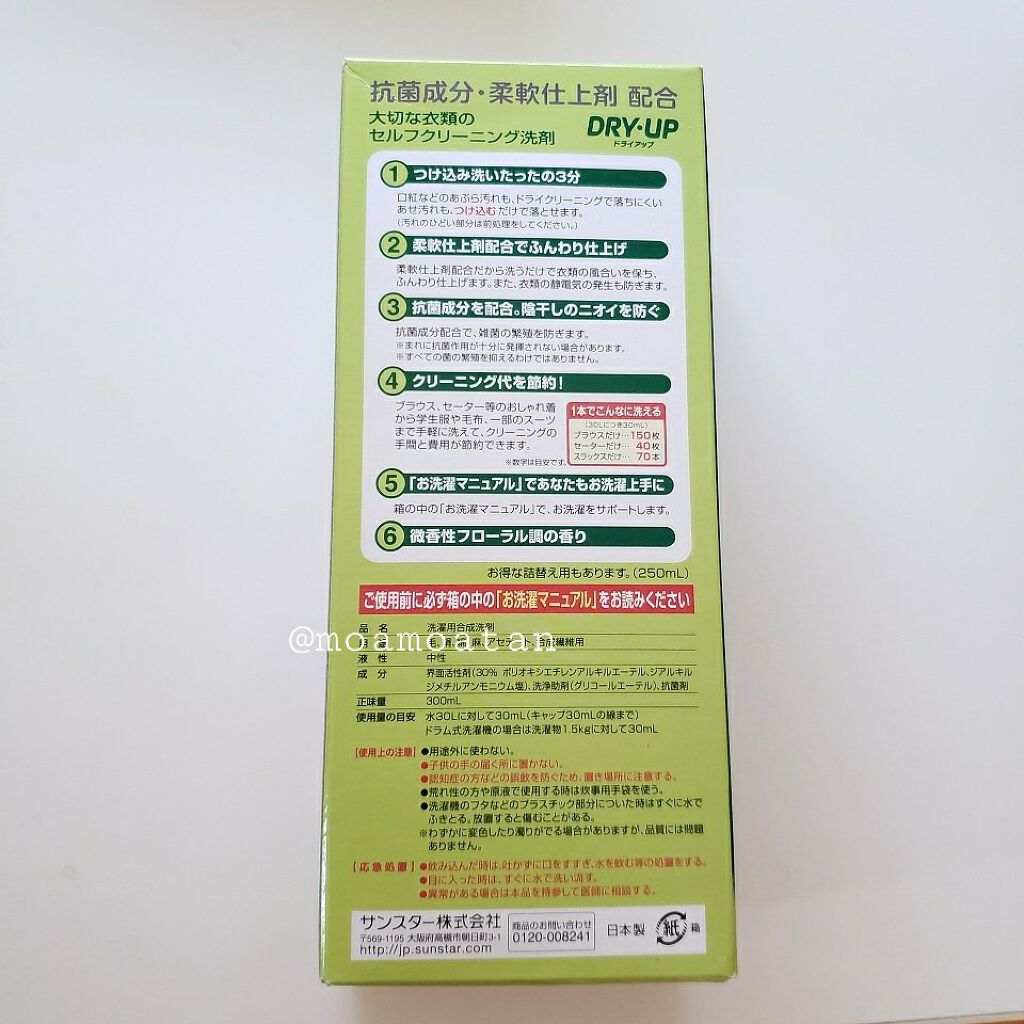 抗菌成分・柔軟仕上剤 配合
大切な衣類の
セルフクリーニング洗剤
DRY・UP
ドライアップ
1 つけ込み洗いたったの3分
口紅などのあぶら汚れも、ドライクリーニングで落ちにくい
あせ汚れも、つけ込むだけで落とせます。
(汚れのひどい部分は前処理をしてください。)
2 柔軟仕上剤配合でふんわり仕上げ
柔軟仕上剤配合だから洗うだけで衣類の風合いを保ち、
ふんわり仕上げます。また、衣類の静電気の発生も防ぎます。
3 抗菌成分を配合。陰干しのニオイを防ぐ
抗菌成分配合で、雑菌の繁殖を防ぎます。
※まれに抗菌作用が十分に発揮されない場合があります。
※すべての菌の繁殖を抑えるわけではありません。
4 クリーニング代を節約!
ブラウス、セーター等のおしゃれ着
から学生服や毛布、一部のスーツ
まで手軽に洗えて、クリーニングの
手間と費用が節約できます。
※数字は目安です。
1本でこんなに洗える
(30Lにつき30mL)
ブラウスだけ…150枚
セーターだけ…40枚
スラックスだけ…70本
5 「お洗濯マニュアル」であなたもお洗濯上手に
箱の中の「お洗濯マニュアル」で、お洗濯をサポートします。
6 微香性フローラル調の香り
お得な詰替え用もあります。(250mL)
ご使用前に必ず箱の中の「お洗濯マニュアル」をお読みください
品 名 洗濯用合成洗剤
@moamoatan
毛、絹、綿、麻、アセテート、合成繊維用
液 性 中性
成 分 界面活性剤(30% ポリオキシエチレンアルキルエーテル、ジアルキル
ジメチルアンモニウム塩)、洗浄助剤(グリコールエーテル)、抗菌剤
正味量 300mL
使用量の目安 水30Lに対して30mL(キャップ30mLの線まで)
ドラム式洗濯機の場合は洗濯物1.5kgに対して30mL
【使用上の注意】●用途外に使わない。
●子供の手の届く所に置かない。
●認知症の方などの誤飲を防ぐため、置き場所に注意する。
●荒れ性の方や原液で使用する時は炊事用手袋を使う。
●洗濯機のフタなどのプラスチック部分についた時はすぐに水で
ふきとる。放置すると傷むことがある。
※わずかに変色したり濁りがでる場合がありますが、品質には問題
ありません。
【応急処置】●飲み込んだ時は、吐かずに口をすすぎ、水を飲む等の処置をする。
●目に入った時は、すぐに水で洗い流す。
●異常がある場合は本品を持参して医師に相談する。
サンスター株式会社
〒569-1195 大阪府高槻市朝日町3-1
http://jp.sunstar.com
商品のお問い合わせ
0120-008241
日本製
紙 箱